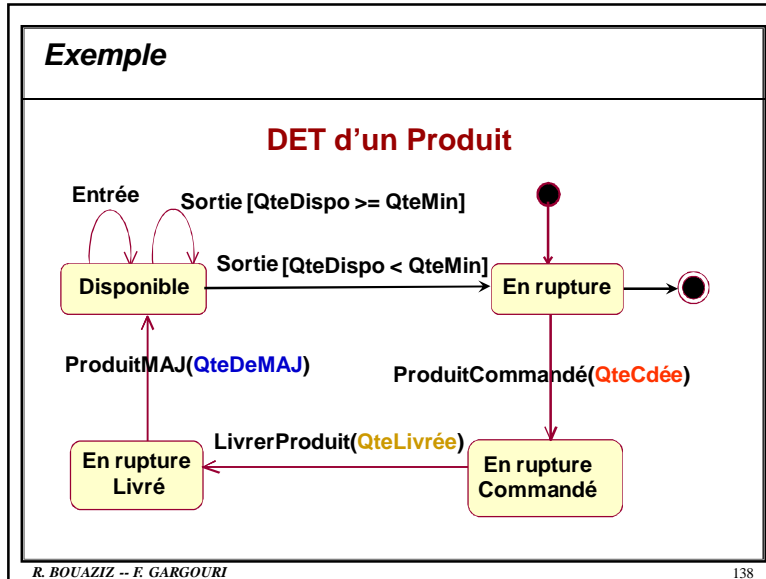 Exemple
DET d'un Produit
Entrée
Sortie [QteDispo >= QteMin]
Sortie [QteDispo < QteMin]
Disponible
En rupture
ProduitMAJ(QteDeMAJ)
ProduitCommandé(QteCdée)
LivrerProduit(QteLivrée)
En rupture
Livré
En rupture
Commandé
R. BOUAZIZ -- F. GARGOURI
138